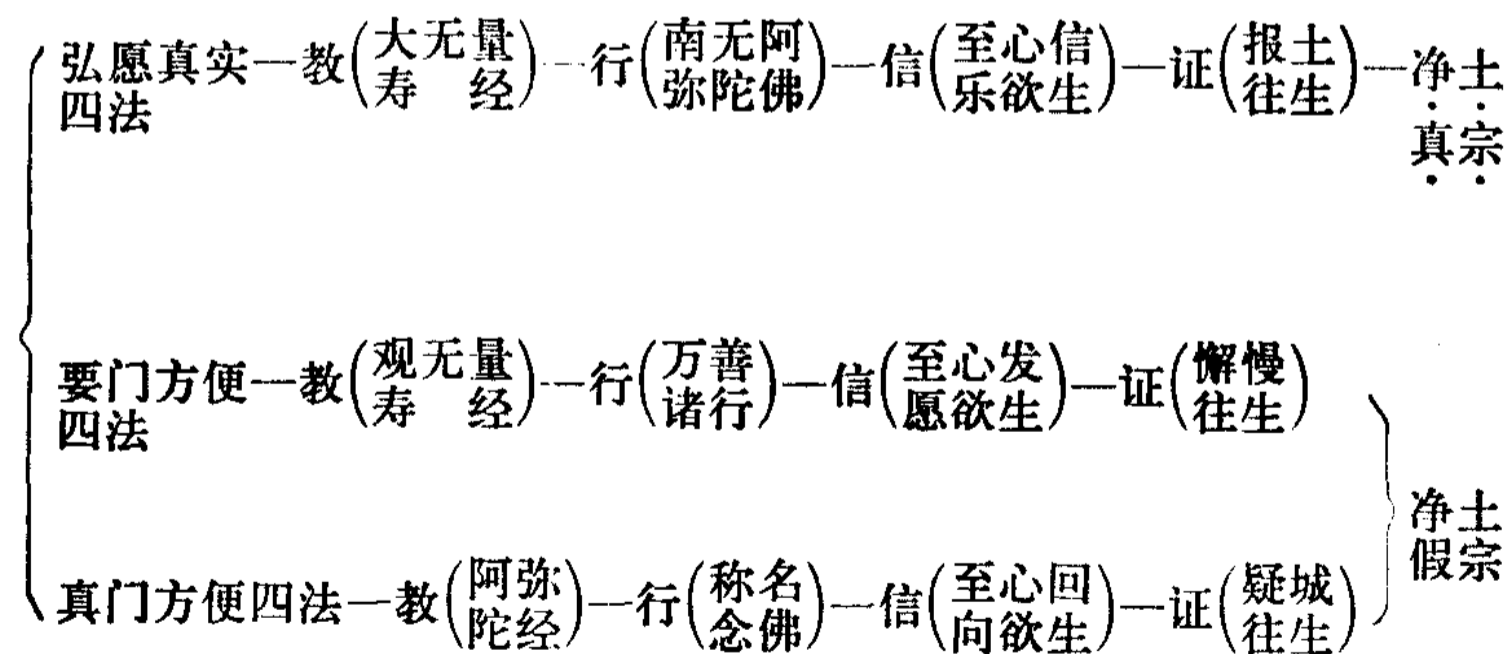 弘愿真实—教(大无量寿经)—行(南无阿弥陀佛)—信(至心信乐欲生)—证(报土往生)—净土真宗
四法
要门方便—教(观无量寿经)—行(万善诸行)—信(至心发愿欲生)—证(懈慢往生)
四法
真门方便四法—教(阿弥陀经)—行(称名念佛)—信(至心回向欲生)—证(疑城往生)
净土
假宗